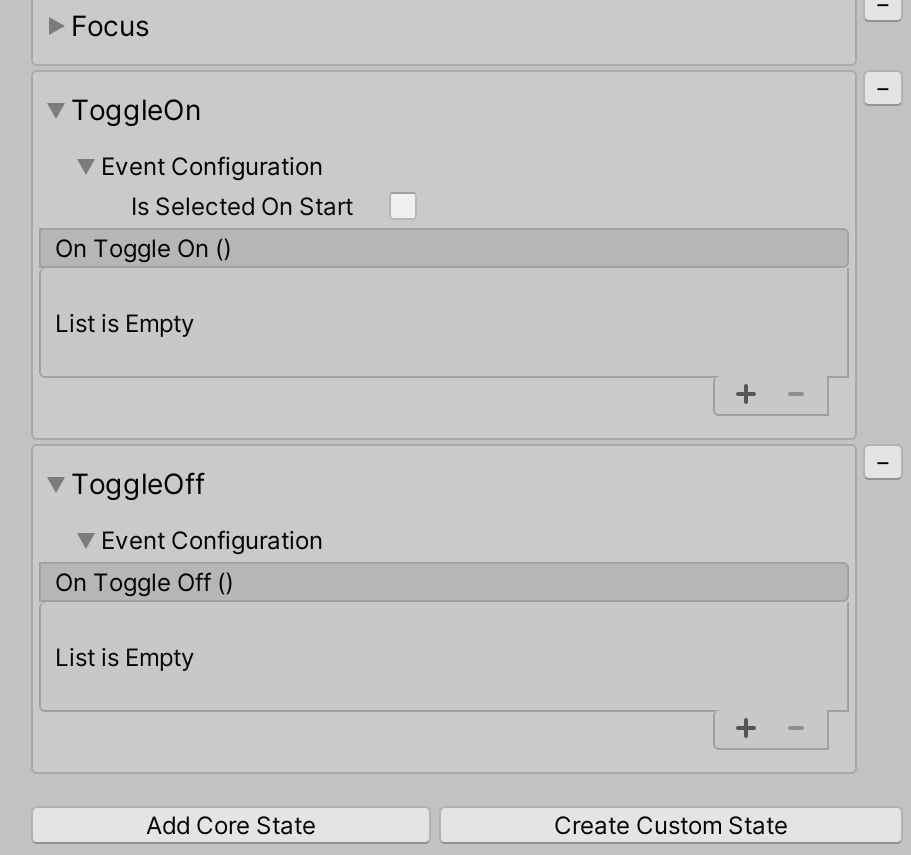 Focus
ToggleOn
Event Configuration
Is Selected On Start
On Toggle On ()
List is Empty
ToggleOff
Event Configuration
On Toggle Off ()
List is Empty
Add Core State
Create Custom State